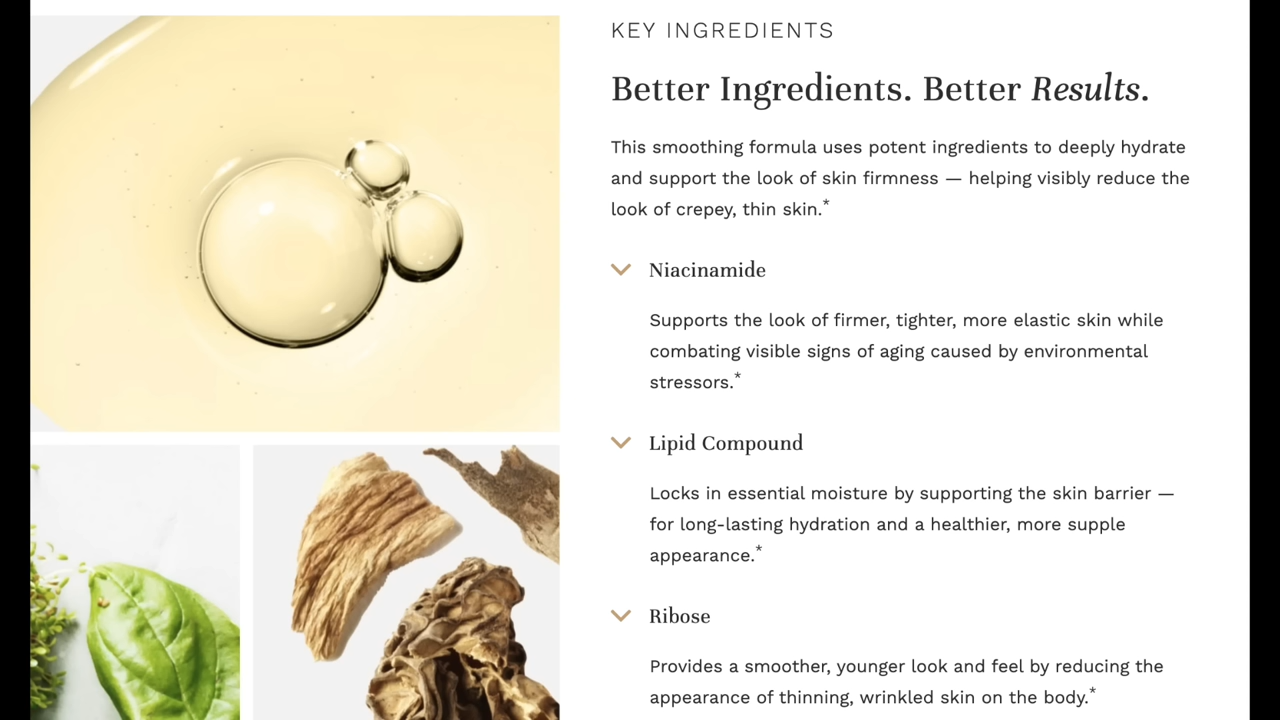 KEY INGREDIENTS
Better Ingredients. Better Results.
This smoothing formula uses potent ingredients to deeply hydrate
and support the look of skin firmness — helping visibly reduce the
look of crepey, thin skin.*
Niacinamide
Supports the look of firmer, tighter, more elastic skin while
combating visible signs of aging caused by environmental
stressors.*
Lipid Compound
Locks in essential moisture by supporting the skin barrier —
for long-lasting hydration and a healthier, more supple
appearance.*
Ribose
Provides a smoother, younger look and feel by reducing the
appearance of thinning, wrinkled skin on the body.*